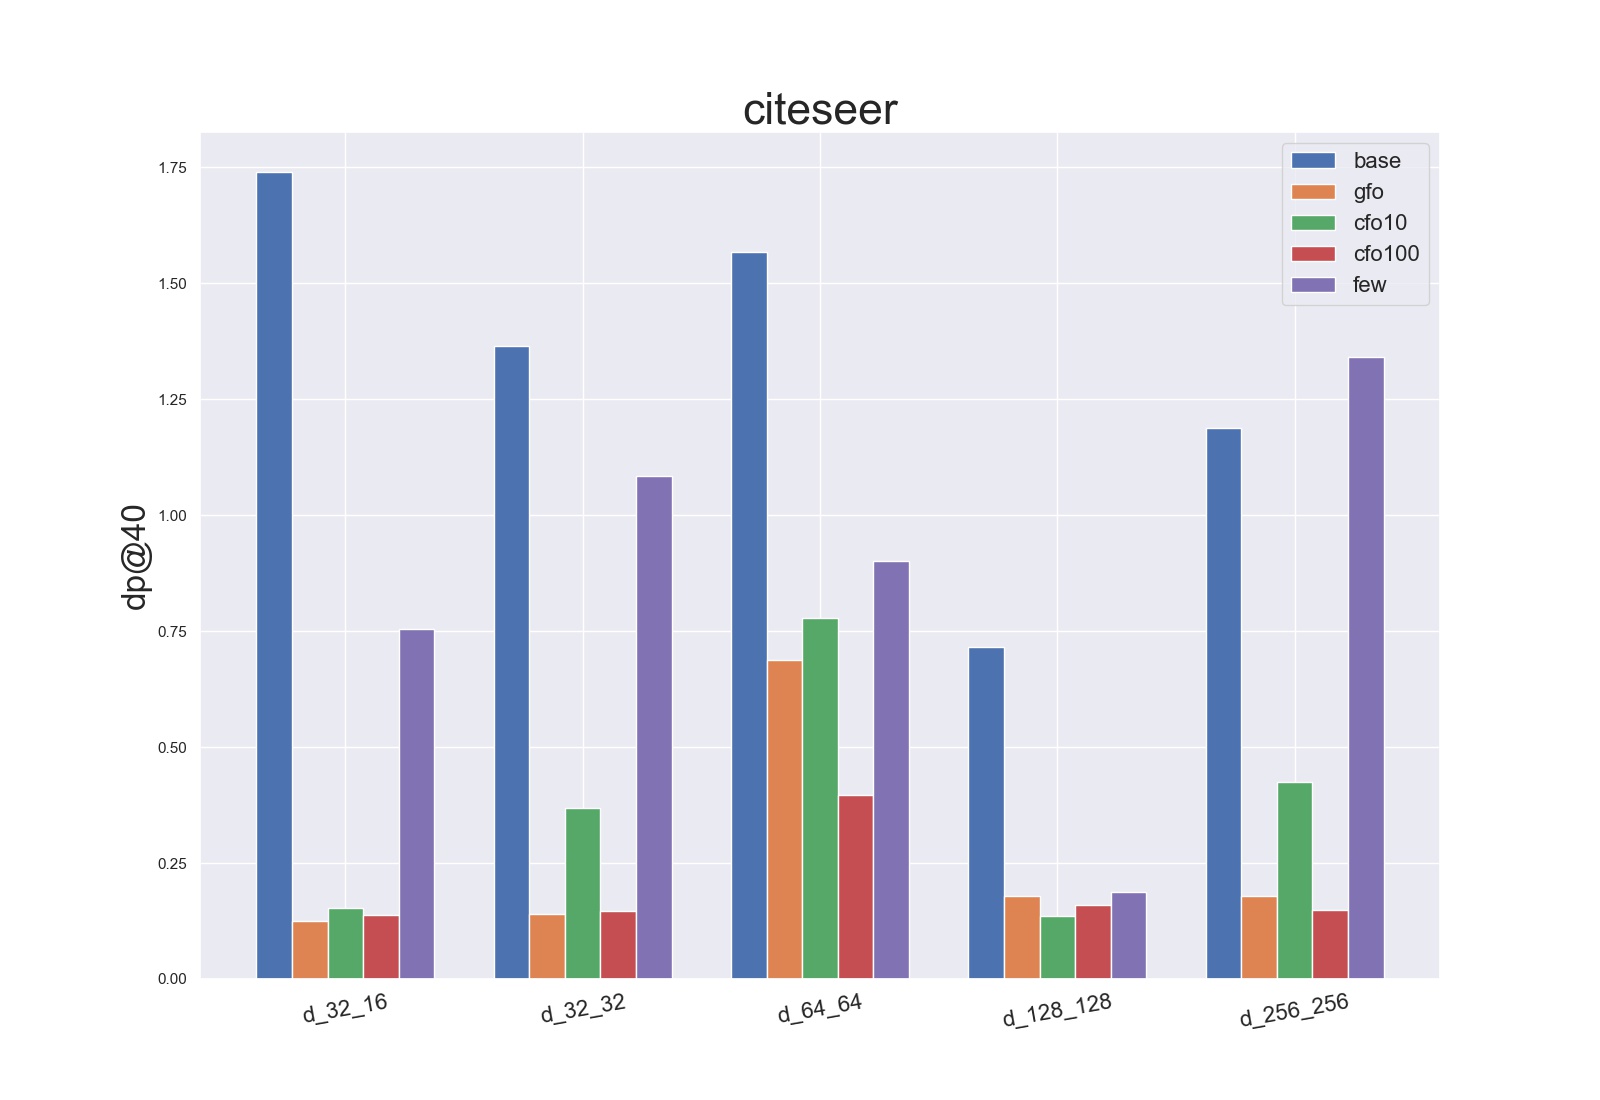 citeseer
base
gfo
cfo10
cfo100
few
dp@40
1.75
1.50
1.25
1.00
0.75
0.50
0.25
0.00
d_32_16 d_32_32 d_64_64 d_128_128 d_256_256